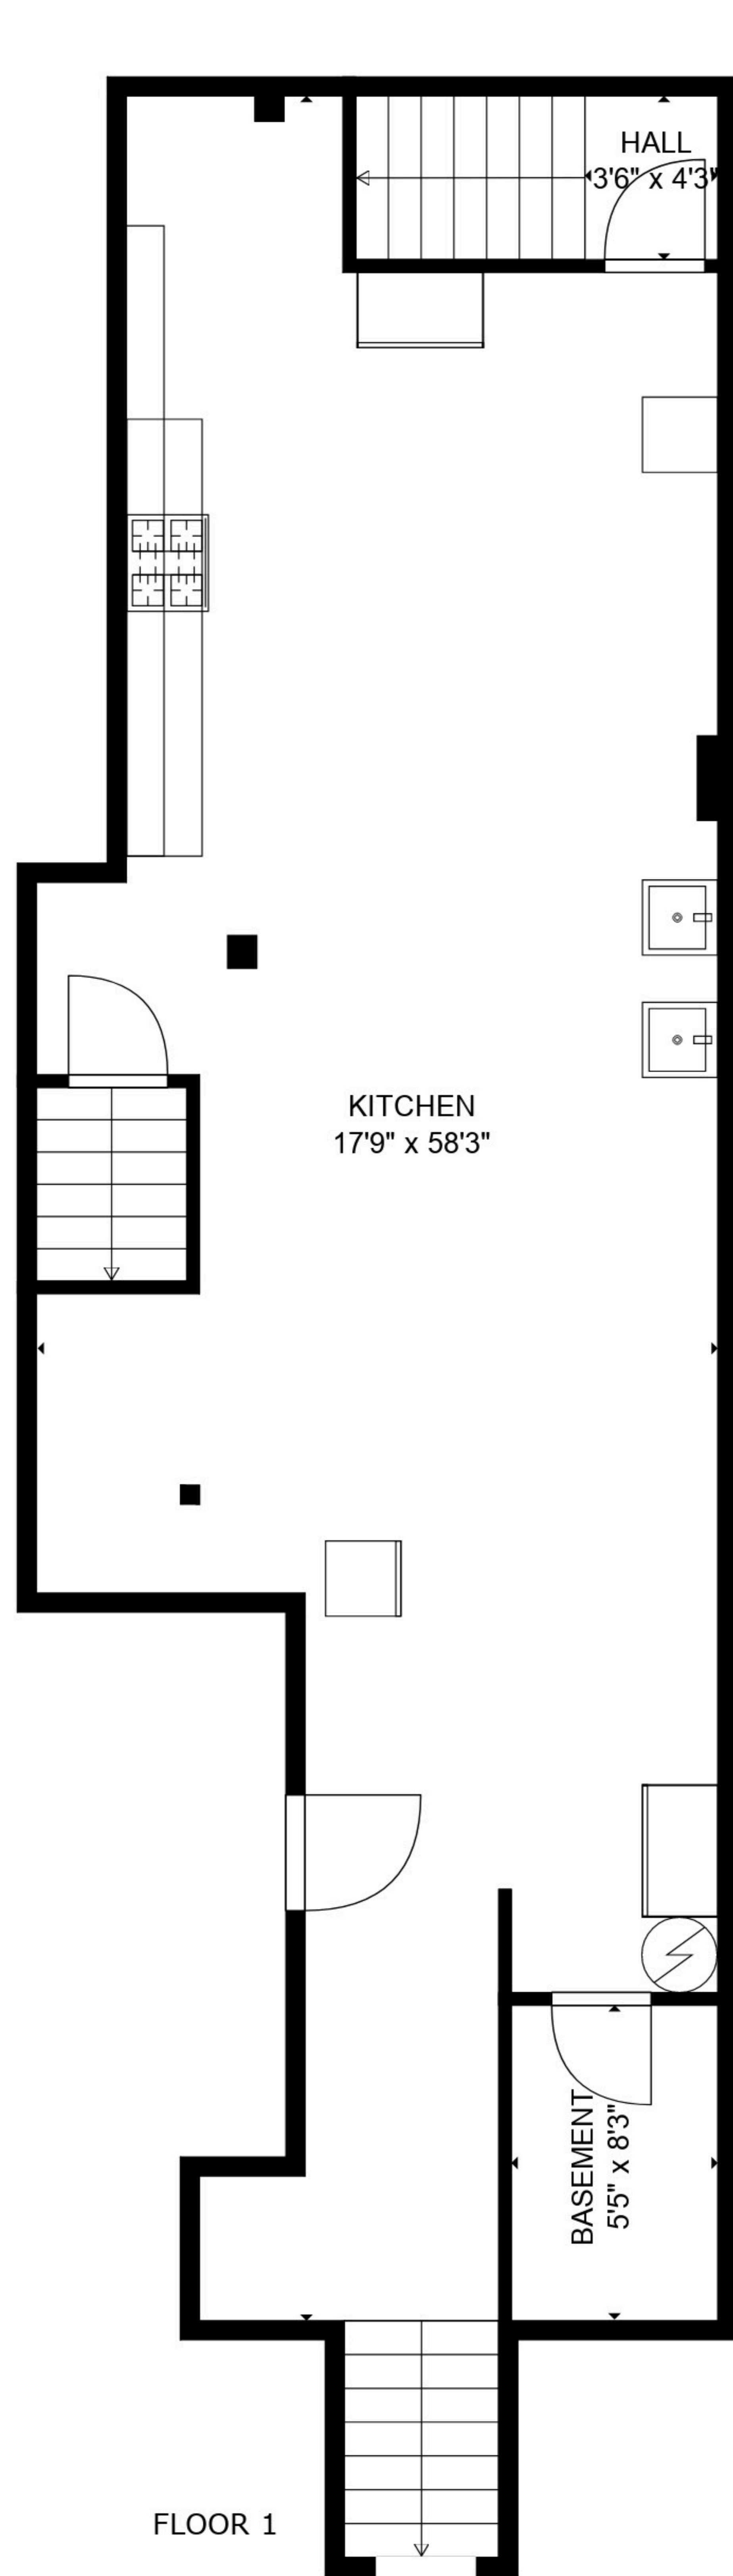 HALL
3'6" x 4'3"
KITCHEN
17'9" x 58'3"
BASEMENT
5'5" x 8'3"
FLOOR 1